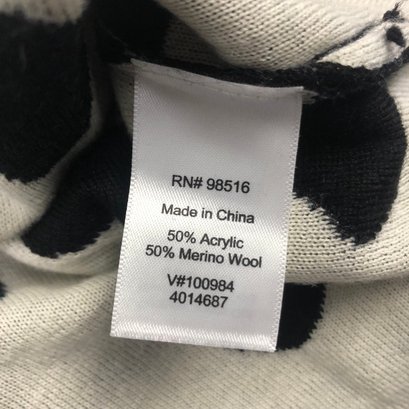 RN# 98516
Made in China
50% Acrylic
50% Merino Wool
V#100984
4014687